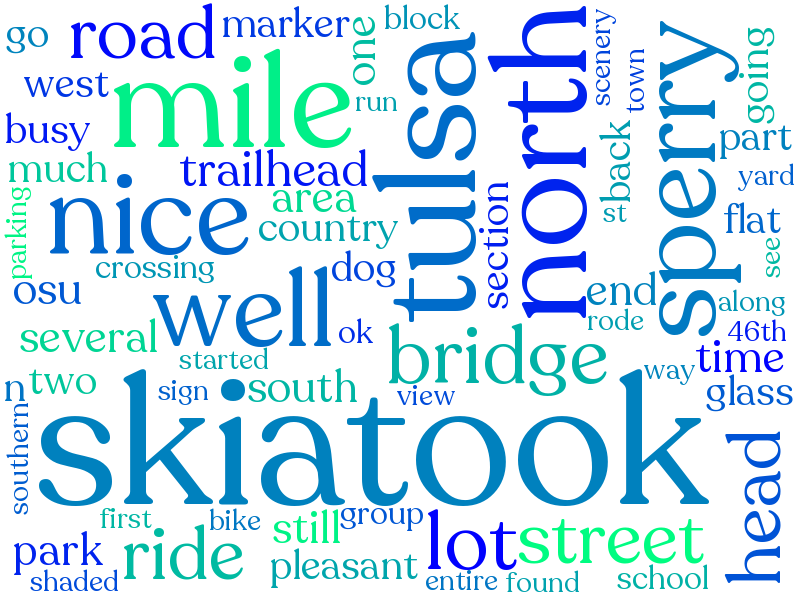 go
road
marker
one
block
tulsa
north
scenery
town
sperry
going
west
mile
run
busy
much
trailhead
area
nice
country
section
back
st
part
yard
flat
see
parking
crossing
dog
osu
well
ok
end
rode
along
46th
several
started
bridge
way
time
n
two
sign
south
view
glass
southern
skiatook
head
first
bike
still
group
lot
street
park
ride
shaded
pleasant
entire
found
school